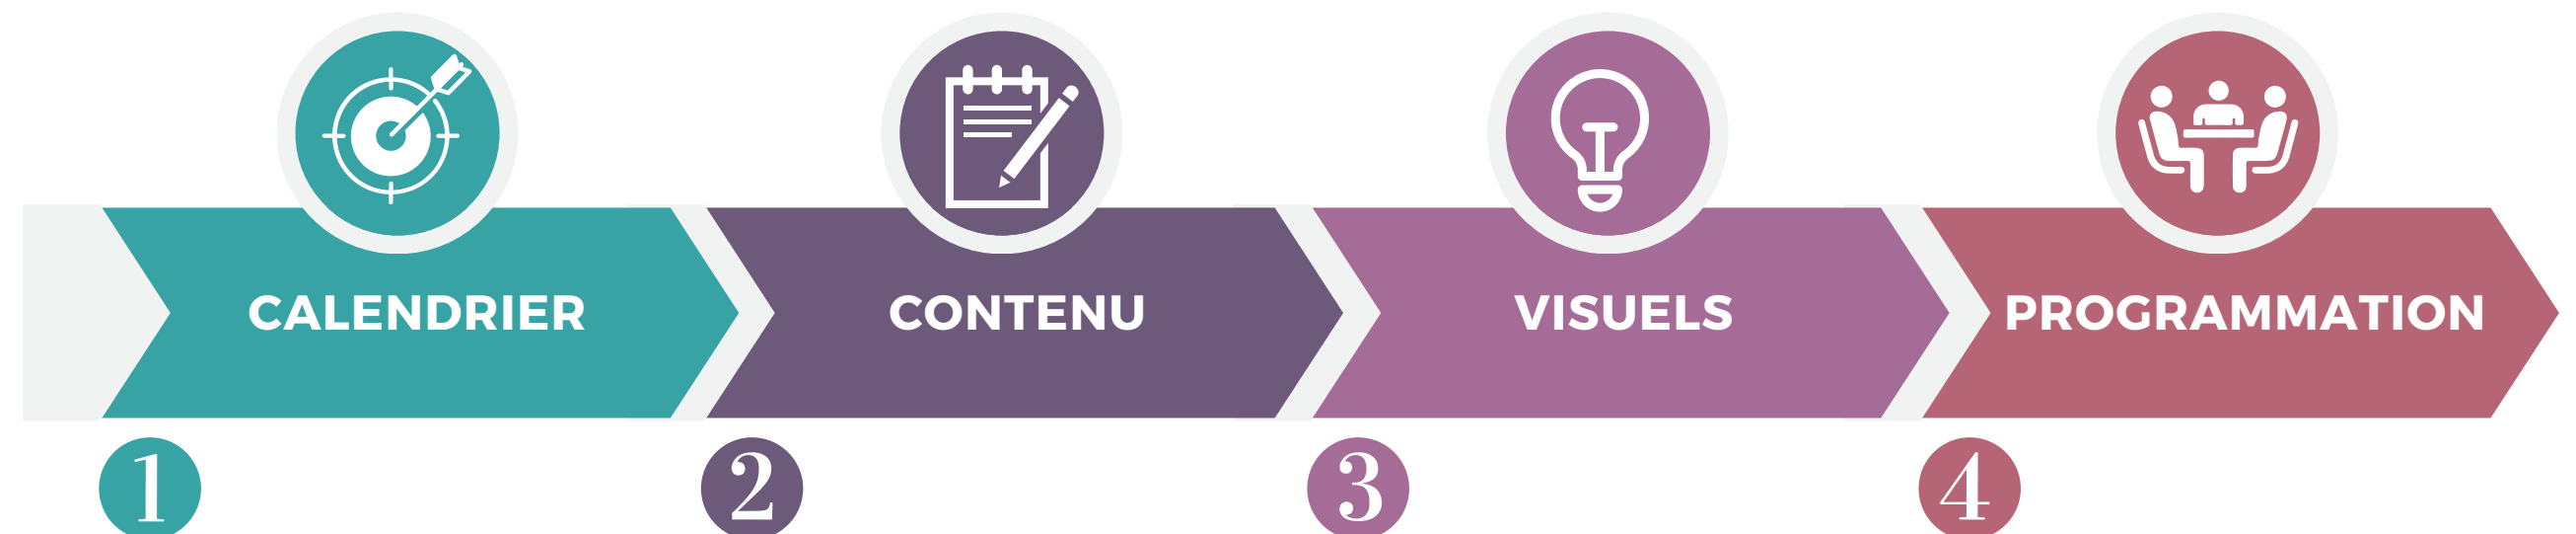 CALENDRIER
CONTENU
VISUELS
PROGRAMMATION
1
2
3
4